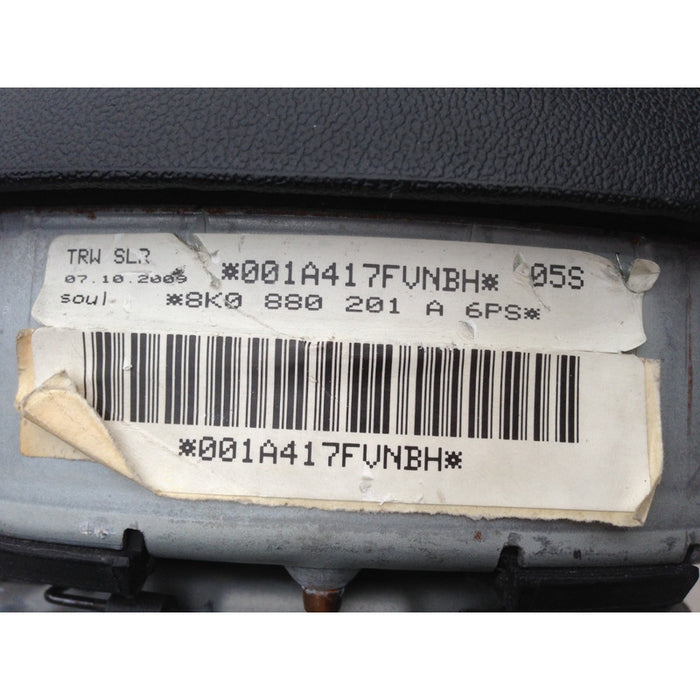 TRW SLR
07.10.2009
soul
*001A417FVNBH* 05S
*8K0 880 201 A 6PS*
*001A417FVNBH*